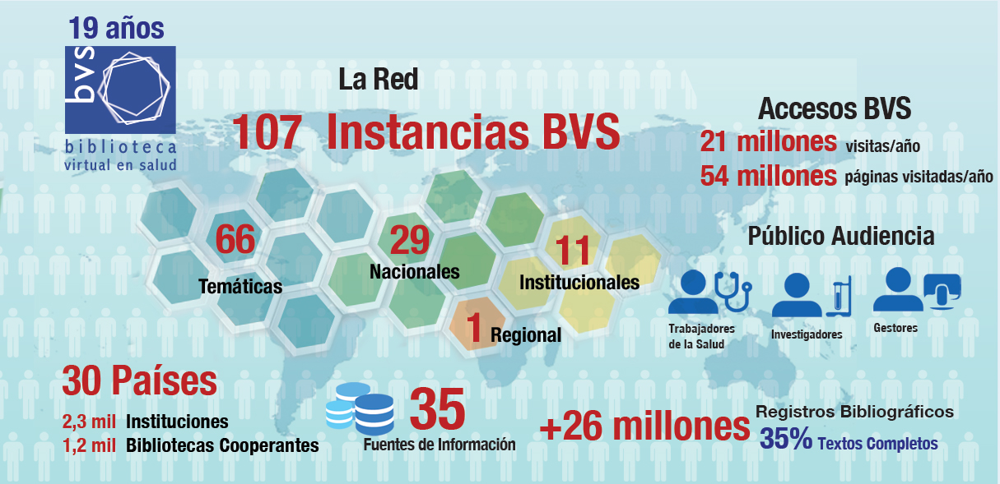 19 años
bvs
biblioteca
virtual en salud
La Red
107 Instancias BVS
Accesos BVS
21 millones visitas/año
54 millones páginas visitadas/año
66
Temáticas
29
Nacionales
11
Institucionales
1 Regional
Público Audiencia
Trabajadores
de la Salud
Investigadores
Gestores
30 Países
2,3 mil Instituciones
1,2 mil Bibliotecas Cooperantes
35
Fuentes de Información
+26 millones
Registros Bibliográficos
35% Textos Completos